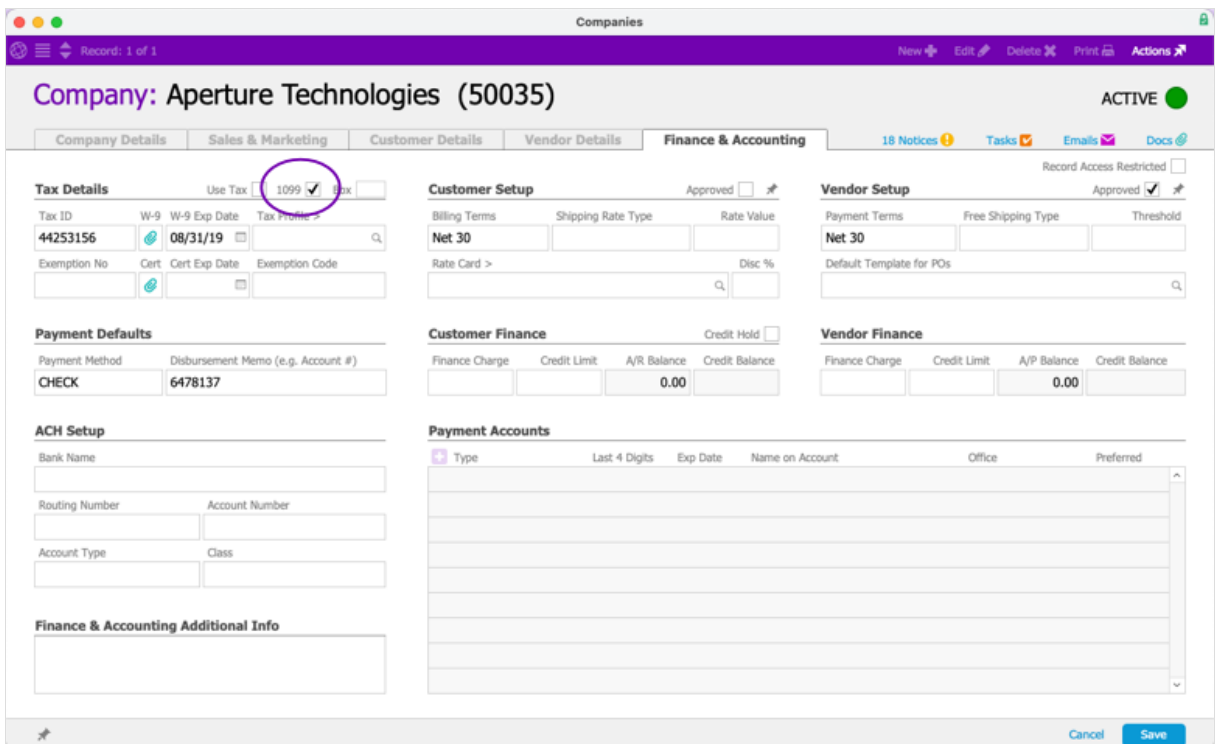 Companies
Record: 1 of 1 New Edit Delete Print Actions
Company: Aperture Technologies (50035) ACTIVE
Company Details Sales & Marketing Customer Details Vendor Details Finance & Accounting 18 Notices Tasks Emails Docs
Record Access Restricted
Tax Details Use Tax 1099 Box Customer Setup Approved Vendor Setup Approved
Tax ID W-9 W-9 Exp Date Tax Profile > Billing Terms Shipping Rate Type Rate Value Payment Terms Free Shipping Type Threshold
44253156 08/31/19 Net 30 Net 30
Exemption No Cert Cert Exp Date Exemption Code Rate Card > Disc % Default Template for POs
Payment Defaults Customer Finance Credit Hold Vendor Finance
Payment Method Disbursement Memo (e.g. Account #) Finance Charge Credit Limit A/R Balance Credit Balance Finance Charge Credit Limit A/P Balance Credit Balance
CHECK 6478137 0.00 0.00
ACH Setup Payment Accounts
Bank Name Type Last 4 Digits Exp Date Name on Account Office Preferred
Routing Number Account Number
Account Type Class
Finance & Accounting Additional Info
Cancel Save